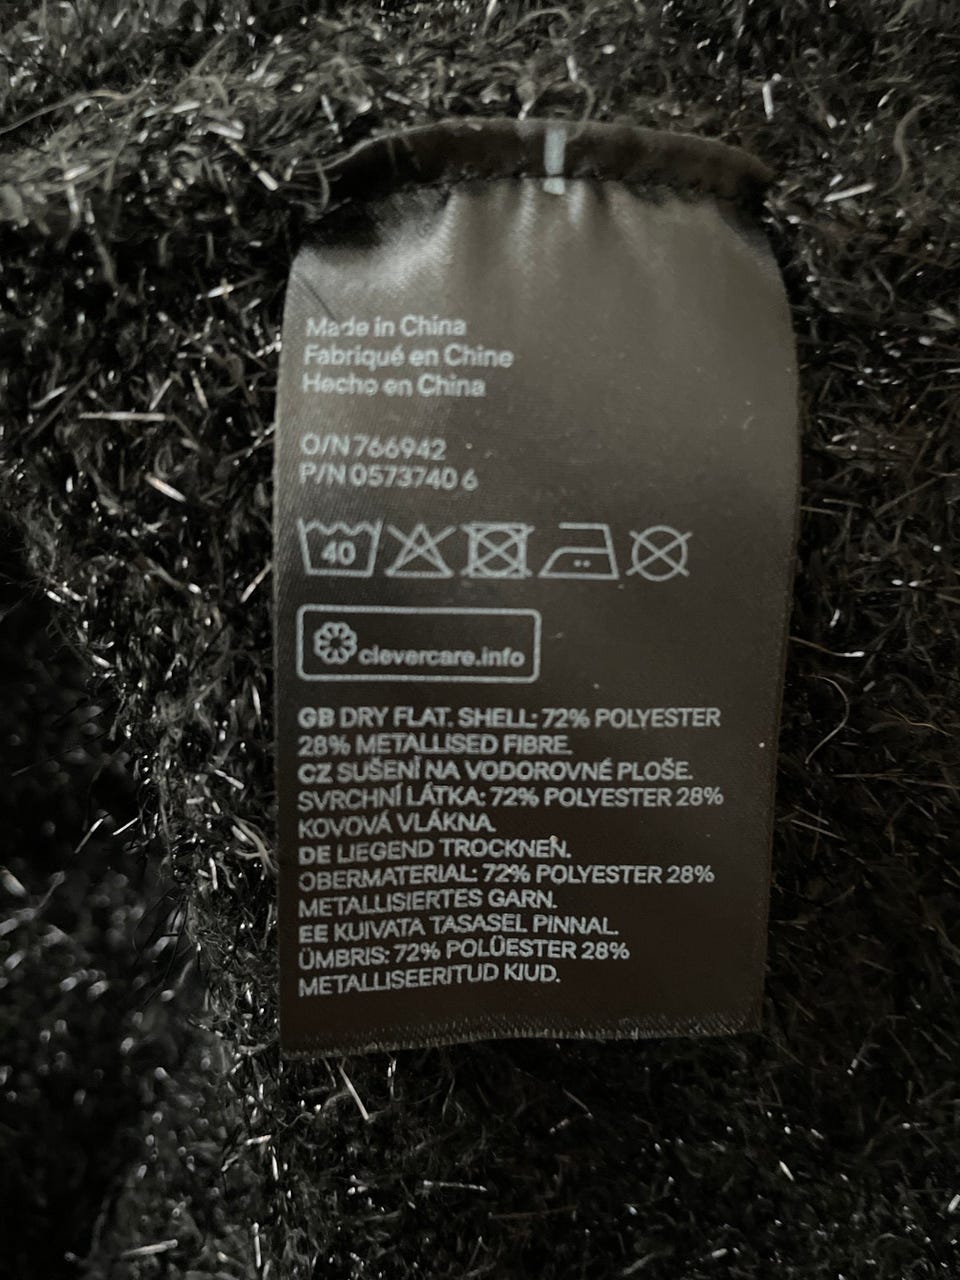 Made in China
Fabriqué en Chine
Hecho en China
O/N 766942
P/N 0573740 6
40
clevercare.info
GB DRY FLAT. SHELL: 72% POLYESTER
28% METALLISED FIBRE.
CZ SUŠENÍ NA VODOROVNÉ PLOŠE.
SVRCHNÍ LÁTKA: 72% POLYESTER 28%
KOVOVÁ VLÁKNA.
DE LIEGEND TROCKNEN.
OBERMATERIAL: 72% POLYESTER 28%
METALLISIERTES GARN.
EE KUIVATA TASASEL PINNAL.
ÜMBRIS: 72% POLÜESTER 28%
METALLISEERITUD KIUD.